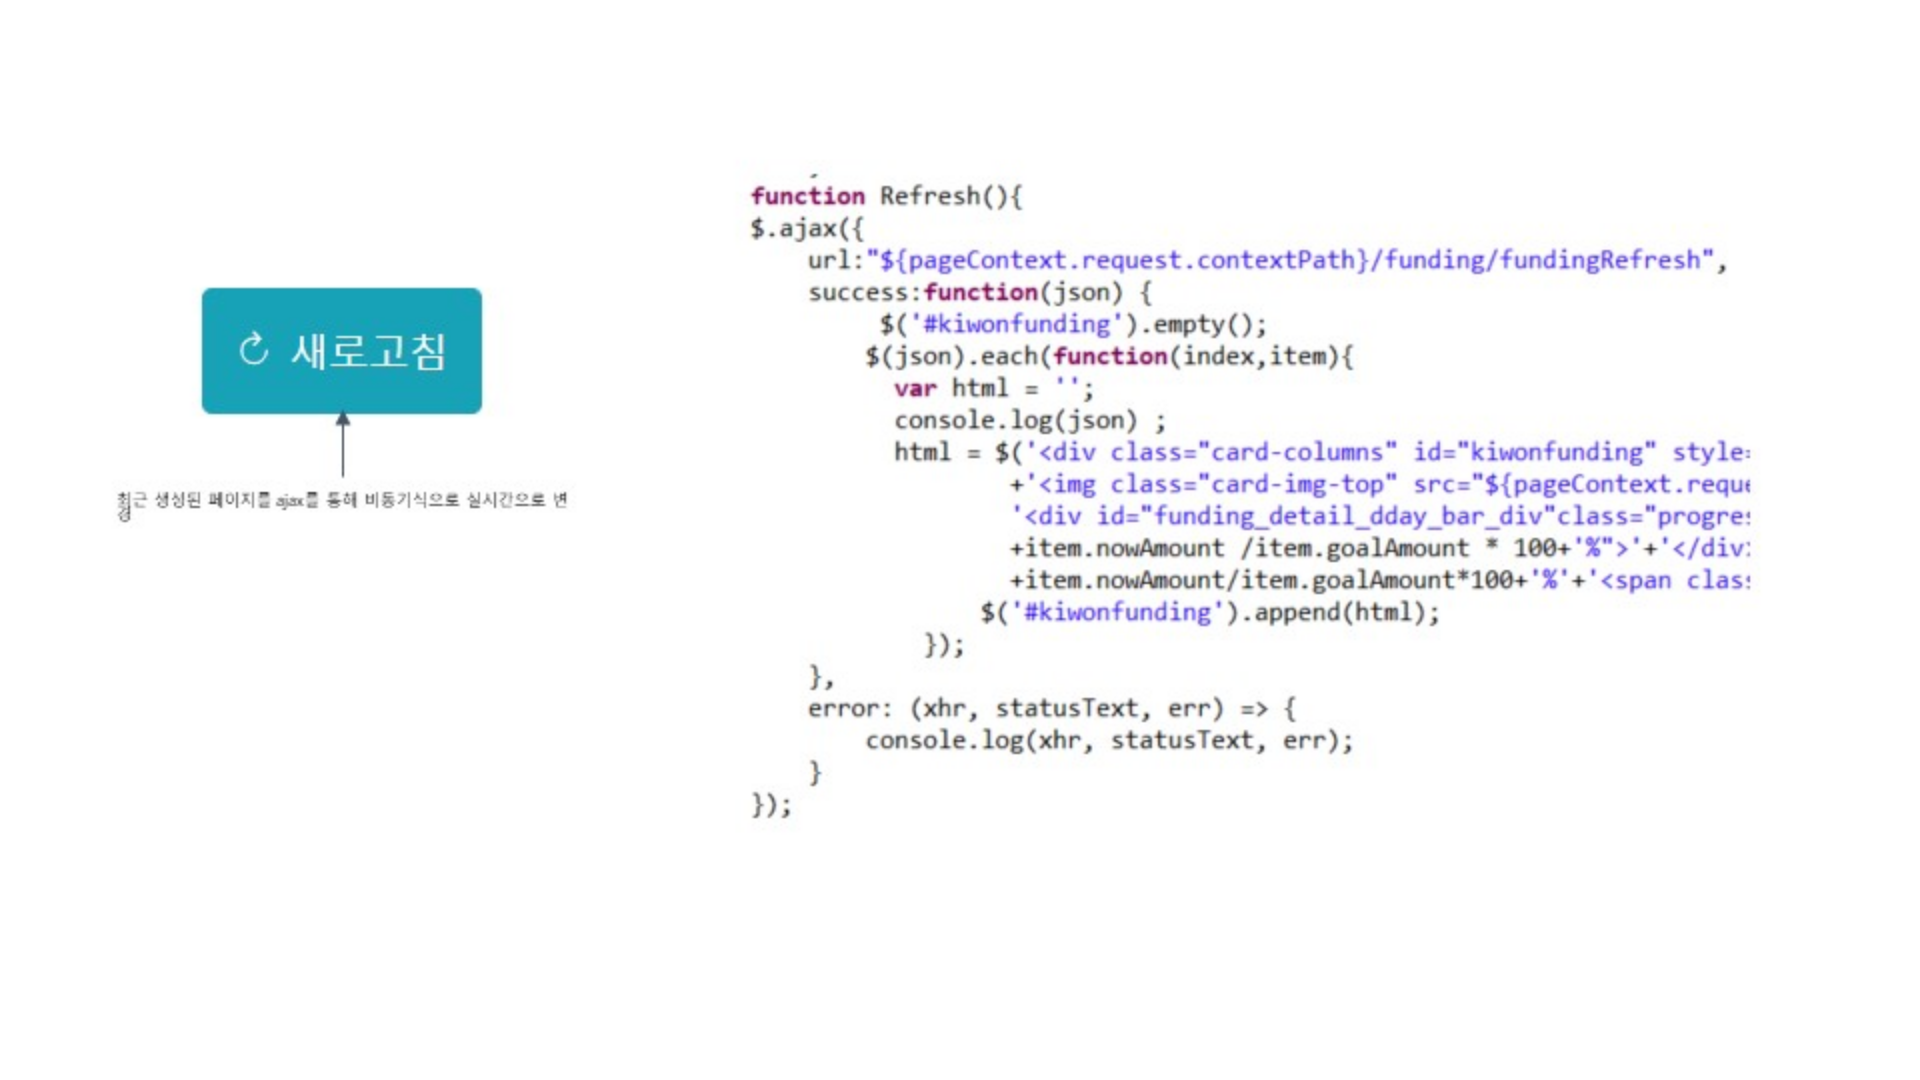 새로고침
최근 생성된 페이지를 ajax를 통해 비동기식으로 실시간으로 변
경
function Refresh(){
$.ajax({
url:"${pageContext.request.contextPath}/funding/fundingRefresh",
success:function(json) {
$('#kiwonfunding').empty();
$(json).each(function(index,item){
var html = '';
console.log(json) ;
html = $('<div class="card-columns" id="kiwonfunding" style=
+'<img class="card-img-top" src="${pageContext.reque
'<div id="funding_detail_dday_bar_div"class="progres
+item.nowAmount /item.goalAmount * 100+'%">'+'</div>
+item.nowAmount/item.goalAmount*100+'%'+'<span class
$('#kiwonfunding').append(html);
});
},
error: (xhr, statusText, err) => {
console.log(xhr, statusText, err);
}
});